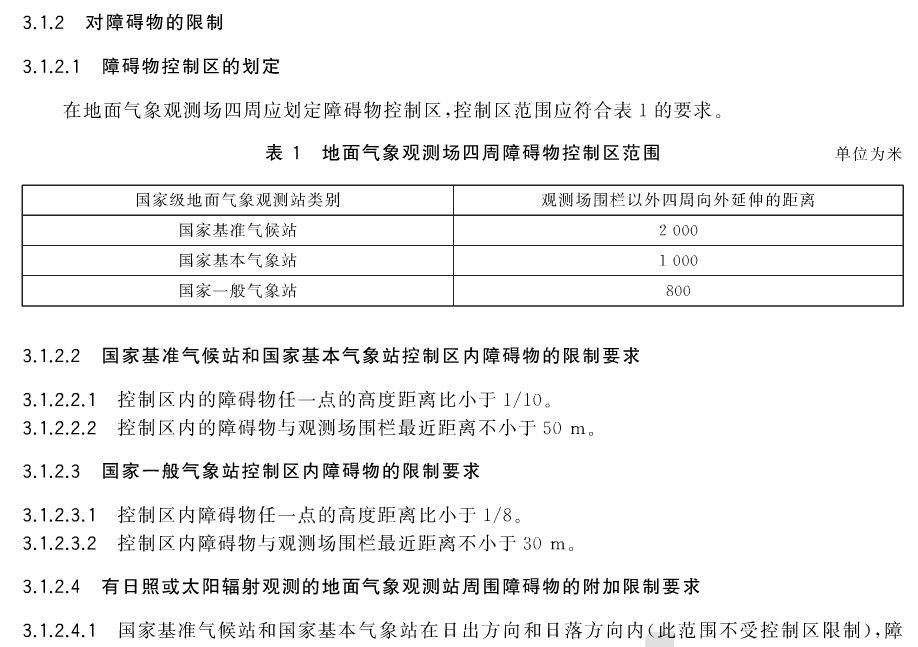 3.1.2 对障碍物的限制
3.1.2.1 障碍物控制区的划定
在地面气象观测场四周应划定障碍物控制区,控制区范围应符合表 1 的要求。
表 1 地面气象观测场四周障碍物控制区范围 单位为米
国家级地面气象观测站类别 观测场围栏以外四周向外延伸的距离
国家基准气候站 2 000
国家基本气象站 1 000
国家一般气象站 800
3.1.2.2 国家基准气候站和国家基本气象站控制区内障碍物的限制要求
3.1.2.2.1 控制区内的障碍物任一点的高度距离比小于 1/10。
3.1.2.2.2 控制区内的障碍物与观测场围栏最近距离不小于 50 m。
3.1.2.3 国家一般气象站控制区内障碍物的限制要求
3.1.2.3.1 控制区内障碍物任一点的高度距离比小于 1/8。
3.1.2.3.2 控制区内障碍物与观测场围栏最近距离不小于 30 m。
3.1.2.4 有日照或太阳辐射观测的地面气象观测站周围障碍物的附加限制要求
3.1.2.4.1 国家基准气候站和国家基本气象站在日出方向和日落方向内(此范围不受控制区限制),障